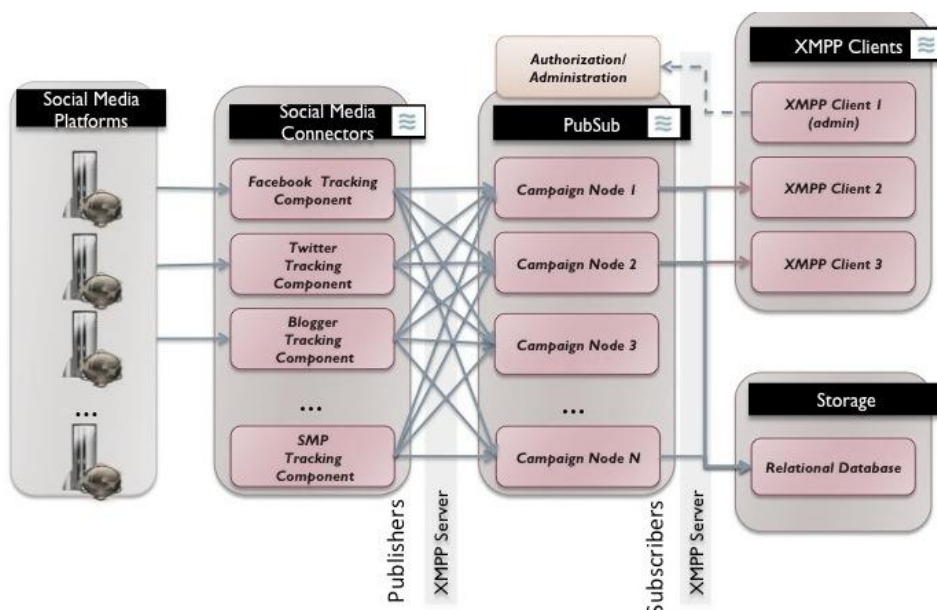 Social Media
Platforms
...
Social Media
Connectors
Facebook Tracking
Component
Twitter
Tracking
Component
Blogger
Tracking
Component
...
SMP
Tracking
Component
Publishers
XMPP Server
Authorization/
Administration
PubSub
Campaign Node 1
Campaign Node 2
Campaign Node 3
...
Campaign Node N
Subscribers
XMPP Server
XMPP Clients
XMPP Client 1
(admin)
XMPP Client 2
XMPP Client 3
Storage
Relational Database